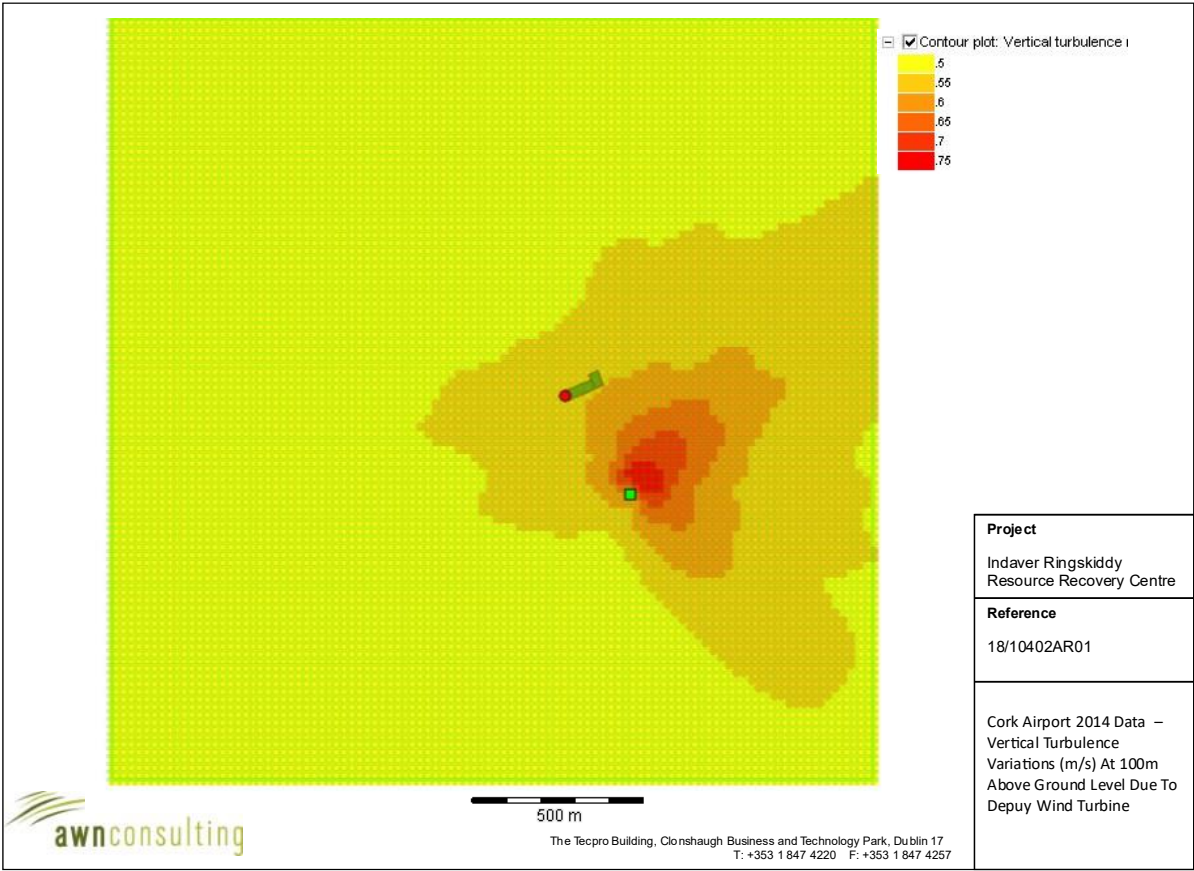 Contour plot: Vertical turbulence
.5
.55
.6
.65
.7
.75
Project
Indaver Ringskiddy
Resource Recovery Centre
Reference
18/10402AR01
Cork Airport 2014 Data –
Vertical Turbulence
Variations (m/s) At 100m
Above Ground Level Due To
Depuy Wind Turbine
500 m
awnconsulting
The Tecpro Building, Clonshaugh Business and Technology Park, Dublin 17
T: +353 1 847 4220 F: +353 1 847 4257